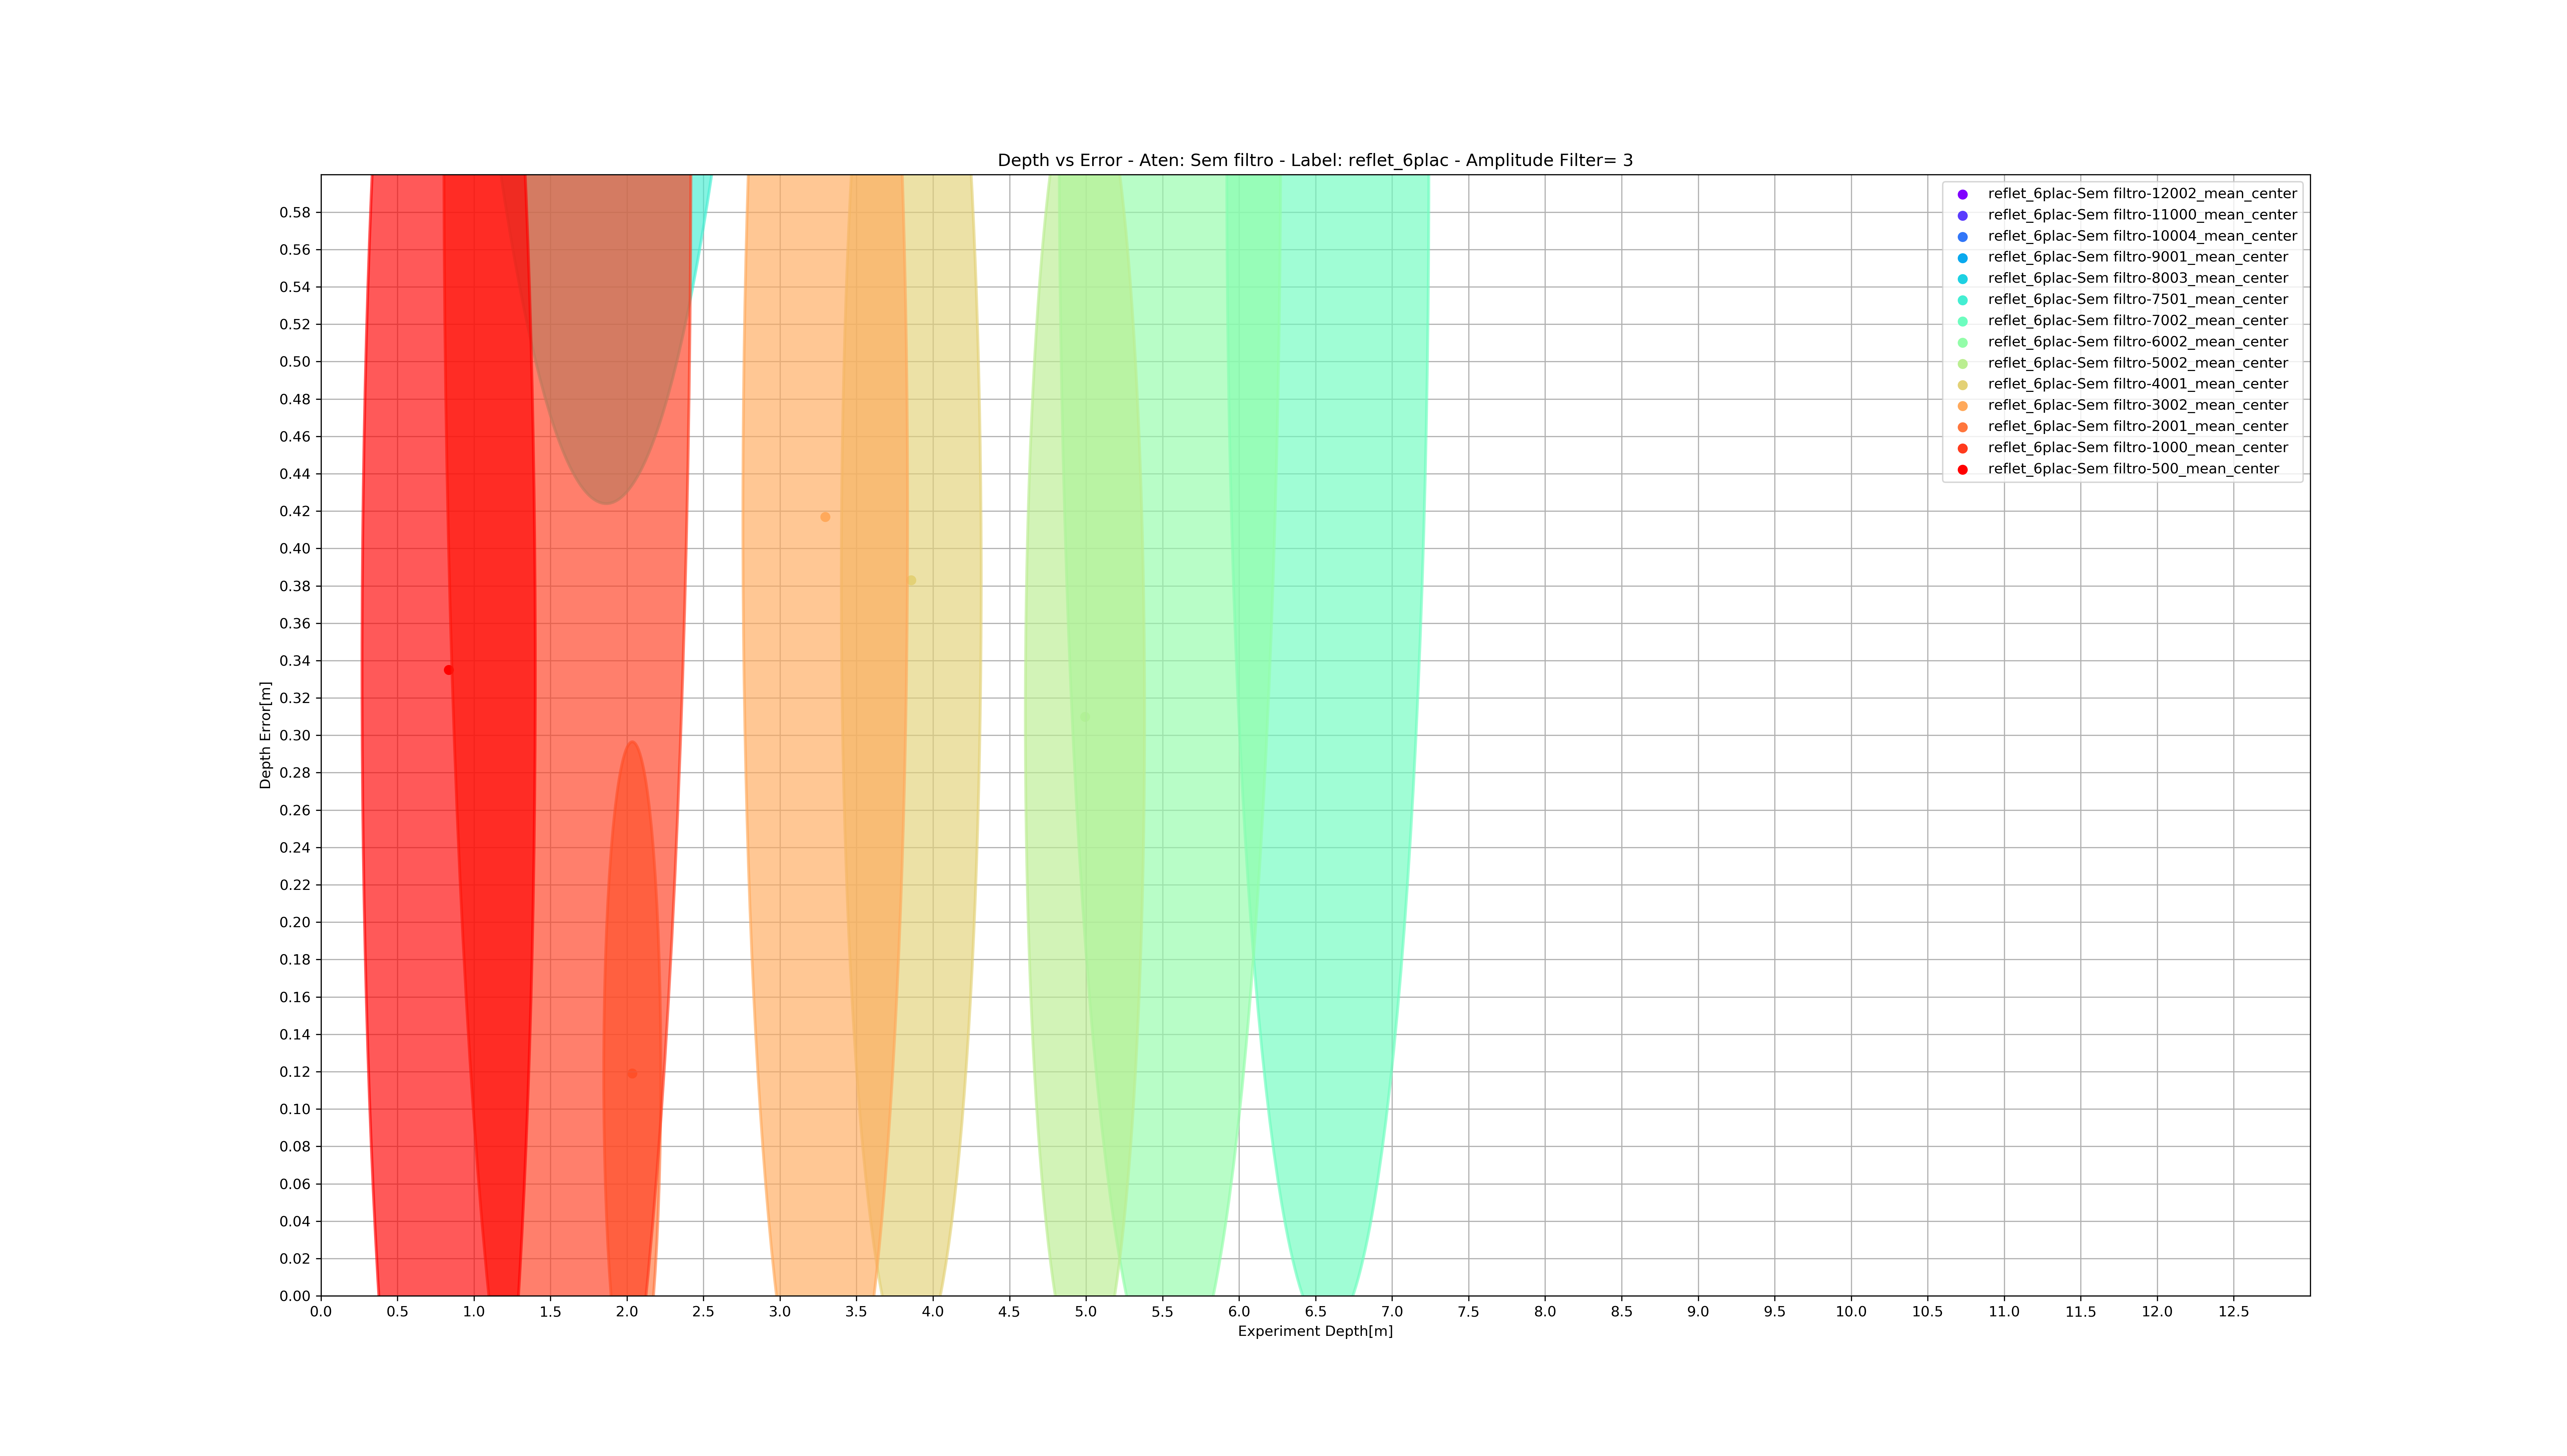 Depth vs Error - Aten: Sem filtro - Label: reflet_6plac - Amplitude Filter= 3
reflet_6plac-Sem filtro-12002_mean_center
reflet_6plac-Sem filtro-11000_mean_center
reflet_6plac-Sem filtro-10004_mean_center
reflet_6plac-Sem filtro-9001_mean_center
reflet_6plac-Sem filtro-8003_mean_center
reflet_6plac-Sem filtro-7501_mean_center
reflet_6plac-Sem filtro-7002_mean_center
reflet_6plac-Sem filtro-6002_mean_center
reflet_6plac-Sem filtro-5002_mean_center
reflet_6plac-Sem filtro-4001_mean_center
reflet_6plac-Sem filtro-3002_mean_center
reflet_6plac-Sem filtro-2001_mean_center
reflet_6plac-Sem filtro-1000_mean_center
reflet_6plac-Sem filtro-500_mean_center
Depth Error[m]
0.58
0.56
0.54
0.52
0.50
0.48
0.46
0.44
0.42
0.40
0.38
0.36
0.34
0.32
0.30
0.28
0.26
0.24
0.22
0.20
0.18
0.16
0.14
0.12
0.10
0.08
0.06
0.04
0.02
0.00
0.0 0.5 1.0 1.5 2.0 2.5 3.0 3.5 4.0 4.5 5.0 5.5 6.0 6.5 7.0 7.5 8.0 8.5 9.0 9.5 10.0 10.5 11.0 11.5 12.0 12.5
Experiment Depth[m]